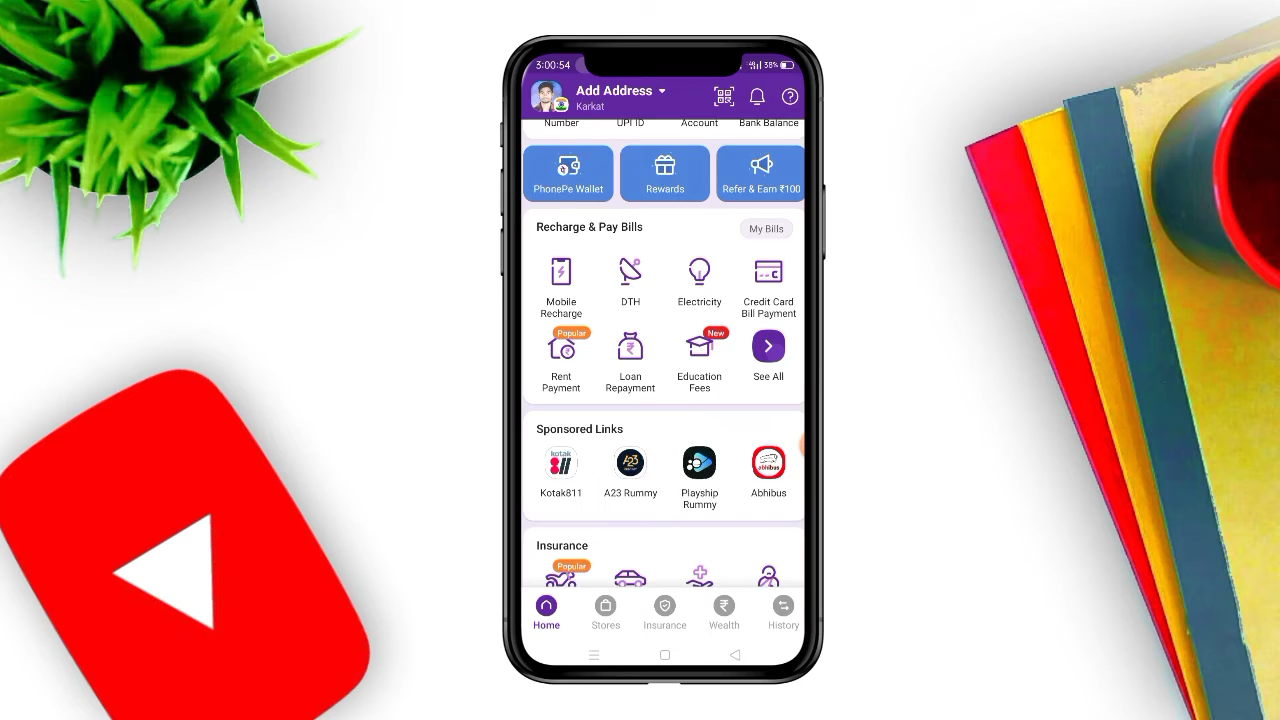 3:00:54
38%
Add Address
Karkat
Number UPI ID Account Bank Balance
PhonePe Wallet Rewards Refer & Earn ₹100
Recharge & Pay Bills My Bills
Mobile DTH Electricity Credit Card
Recharge Bill Payment
Popular New
Rent Loan Education See All
Payment Repayment Fees
Sponsored Links
kotak 811 A23 abhibus
Kotak811 A23 Rummy Playship Abhibus
Rummy
Insurance
Popular
Home Stores Insurance Wealth History